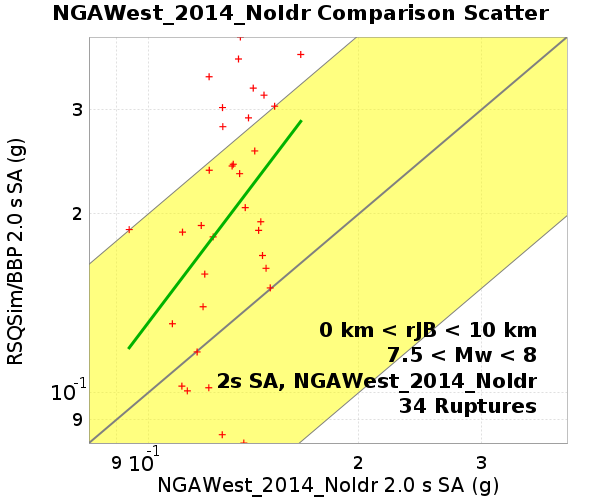 NGAWest_2014_NoIdr Comparison Scatter
RSQSim/BBP 2.0 s SA (g)
3
2
10-1
9
0 km < rJB < 10 km
7.5 < Mw < 8
2s SA, NGAWest_2014_NoIdr
34 Ruptures
9 10-1 2 3
NGAWest_2014_NoIdr 2.0 s SA (g)